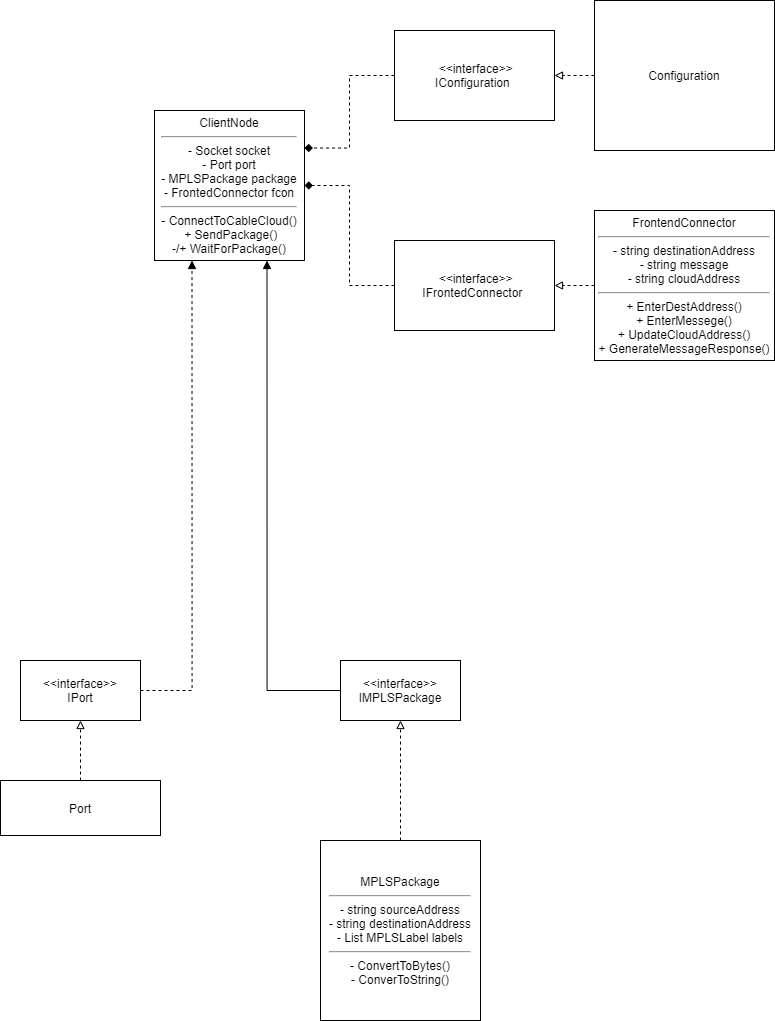 <<interface>>
IConfiguration
Configuration
ClientNode
- Socket socket
- Port port
- MPLSPackage package
- FrontedConnector fcon
- ConnectToCableCloud()
+ SendPackage()
-/+ WaitForPackage()
<<interface>>
IFrontedConnector
FrontendConnector
- string destinationAddress
- string message
- string cloudAddress
+ EnterDestAddress()
+ EnterMessege()
+ UpdateCloudAddress()
+ GenerateMessageResponse()
<<interface>>
IPort
<<interface>>
IMPLSPackage
Port
MPLSPackage
- string sourceAddress
- string destinationAddress
- List MPLSLabel labels
- ConvertToBytes()
- ConverToString()